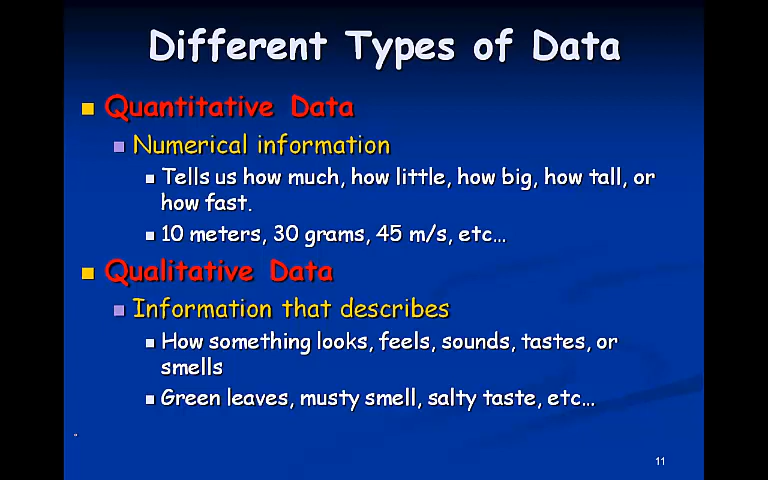 Different Types of Data
Quantitative Data
Numerical information
Tells us how much, how little, how big, how tall, or
how fast.
10 meters, 30 grams, 45 m/s, etc…
Qualitative Data
Information that describes
How something looks, feels, sounds, tastes, or
smells
Green leaves, musty smell, salty taste, etc…
11